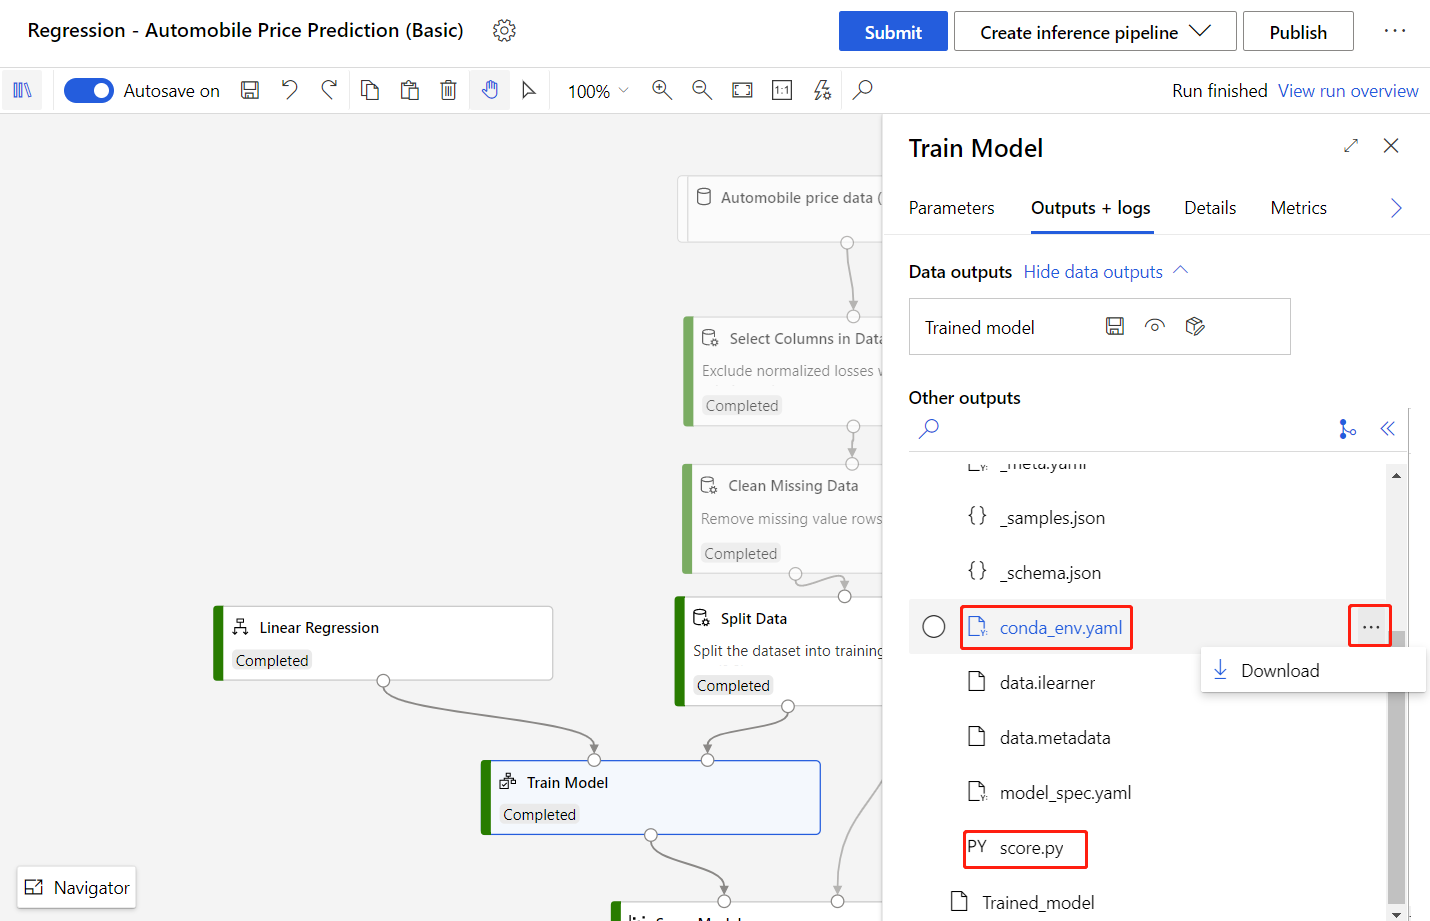 Regression - Automobile Price Prediction (Basic)
Submit
Create inference pipeline
Publish
Autosave on
100%
1:1
Run finished View run overview
Train Model
Parameters
Outputs + logs
Details
Metrics
Data outputs Hide data outputs
Trained model
Other outputs
_meta.yaml
_samples.json
_schema.json
conda_env.yaml
Download
data.ilearner
data.metadata
model_spec.yaml
PY score.py
Trained_model
Automobile price data (
Select Columns in Data
Exclude normalized losses
Completed
Clean Missing Data
Remove missing value rows
Completed
Split Data
Split the dataset into training
Completed
Linear Regression
Completed
Train Model
Completed
Navigator